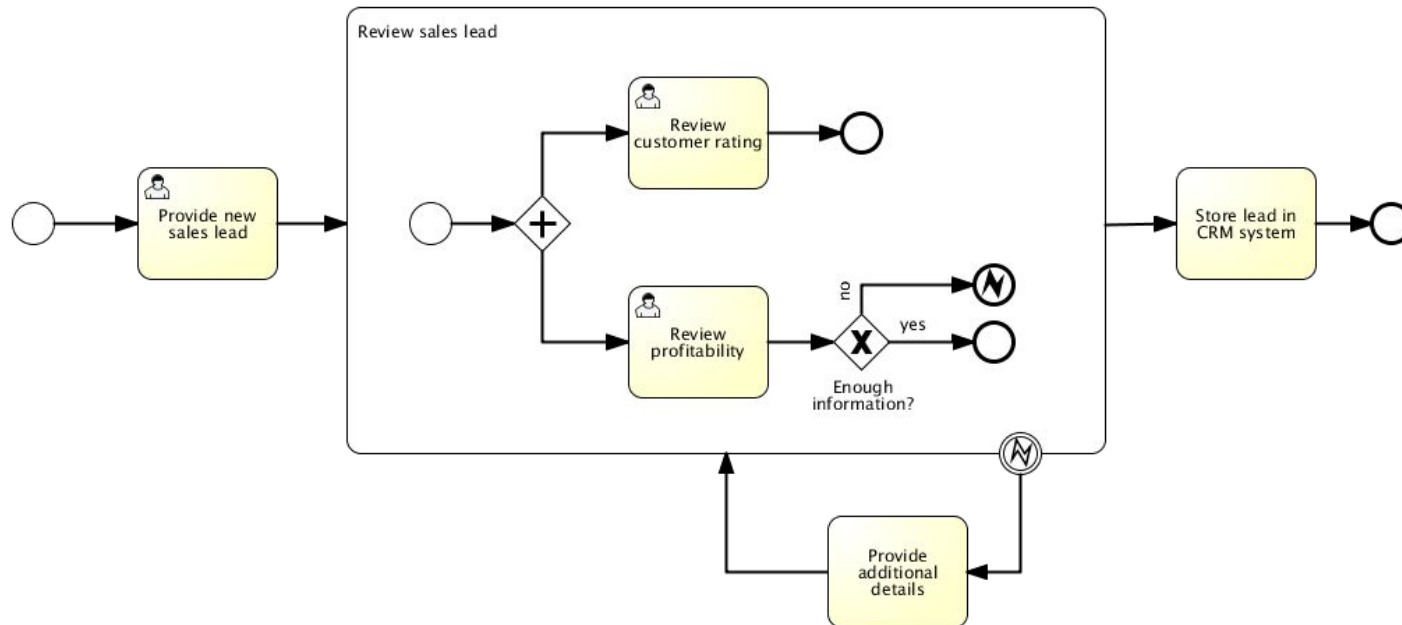 Review sales lead
Review
customer rating
Provide new
sales lead
Store lead in
CRM system
no
yes
Review
profitability
Enough
information?
Provide
additional
details